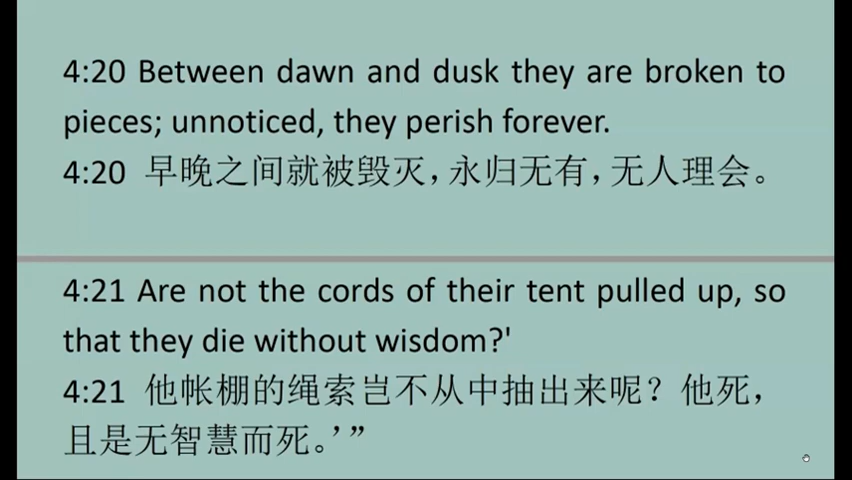 4:20 Between dawn and dusk they are broken to
pieces; unnoticed, they perish forever.
4:20 早晚之间就被毁灭，永归无有，无人理会。
4:21 Are not the cords of their tent pulled up, so
that they die without wisdom?'
4:21 他帐棚的绳索岂不从中抽出来呢？他死，
且是无智慧而死。’”